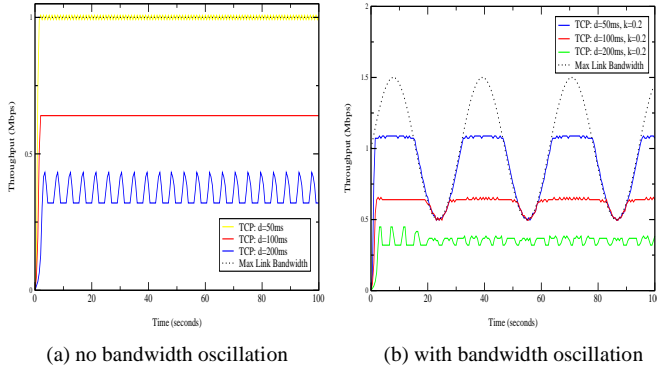 Throughput (Mbps)
1
0.5
0
0
20
40
60
80
100
Time (seconds)
TCP: d=50ms
TCP: d=100ms
TCP: d=200ms
Max Link Bandwidth
(a) no bandwidth oscillation
Throughput (Mbps)
2
1.5
1
0.5
0
0
20
40
60
80
100
Time (seconds)
TCP: d=50ms, k=0.2
TCP: d=100ms, k=0.2
TCP: d=200ms, k=0.2
Max Link Bandwidth
(b) with bandwidth oscillation